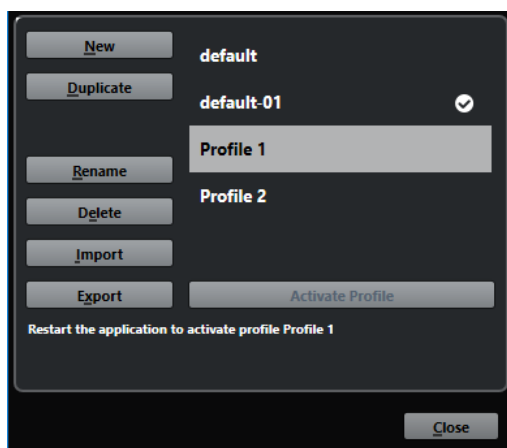 New
Duplicate
Rename
Delete
Import
Export
default
default-01
Profile 1
Profile 2
Activate Profile
Restart the application to activate profile Profile 1
Close